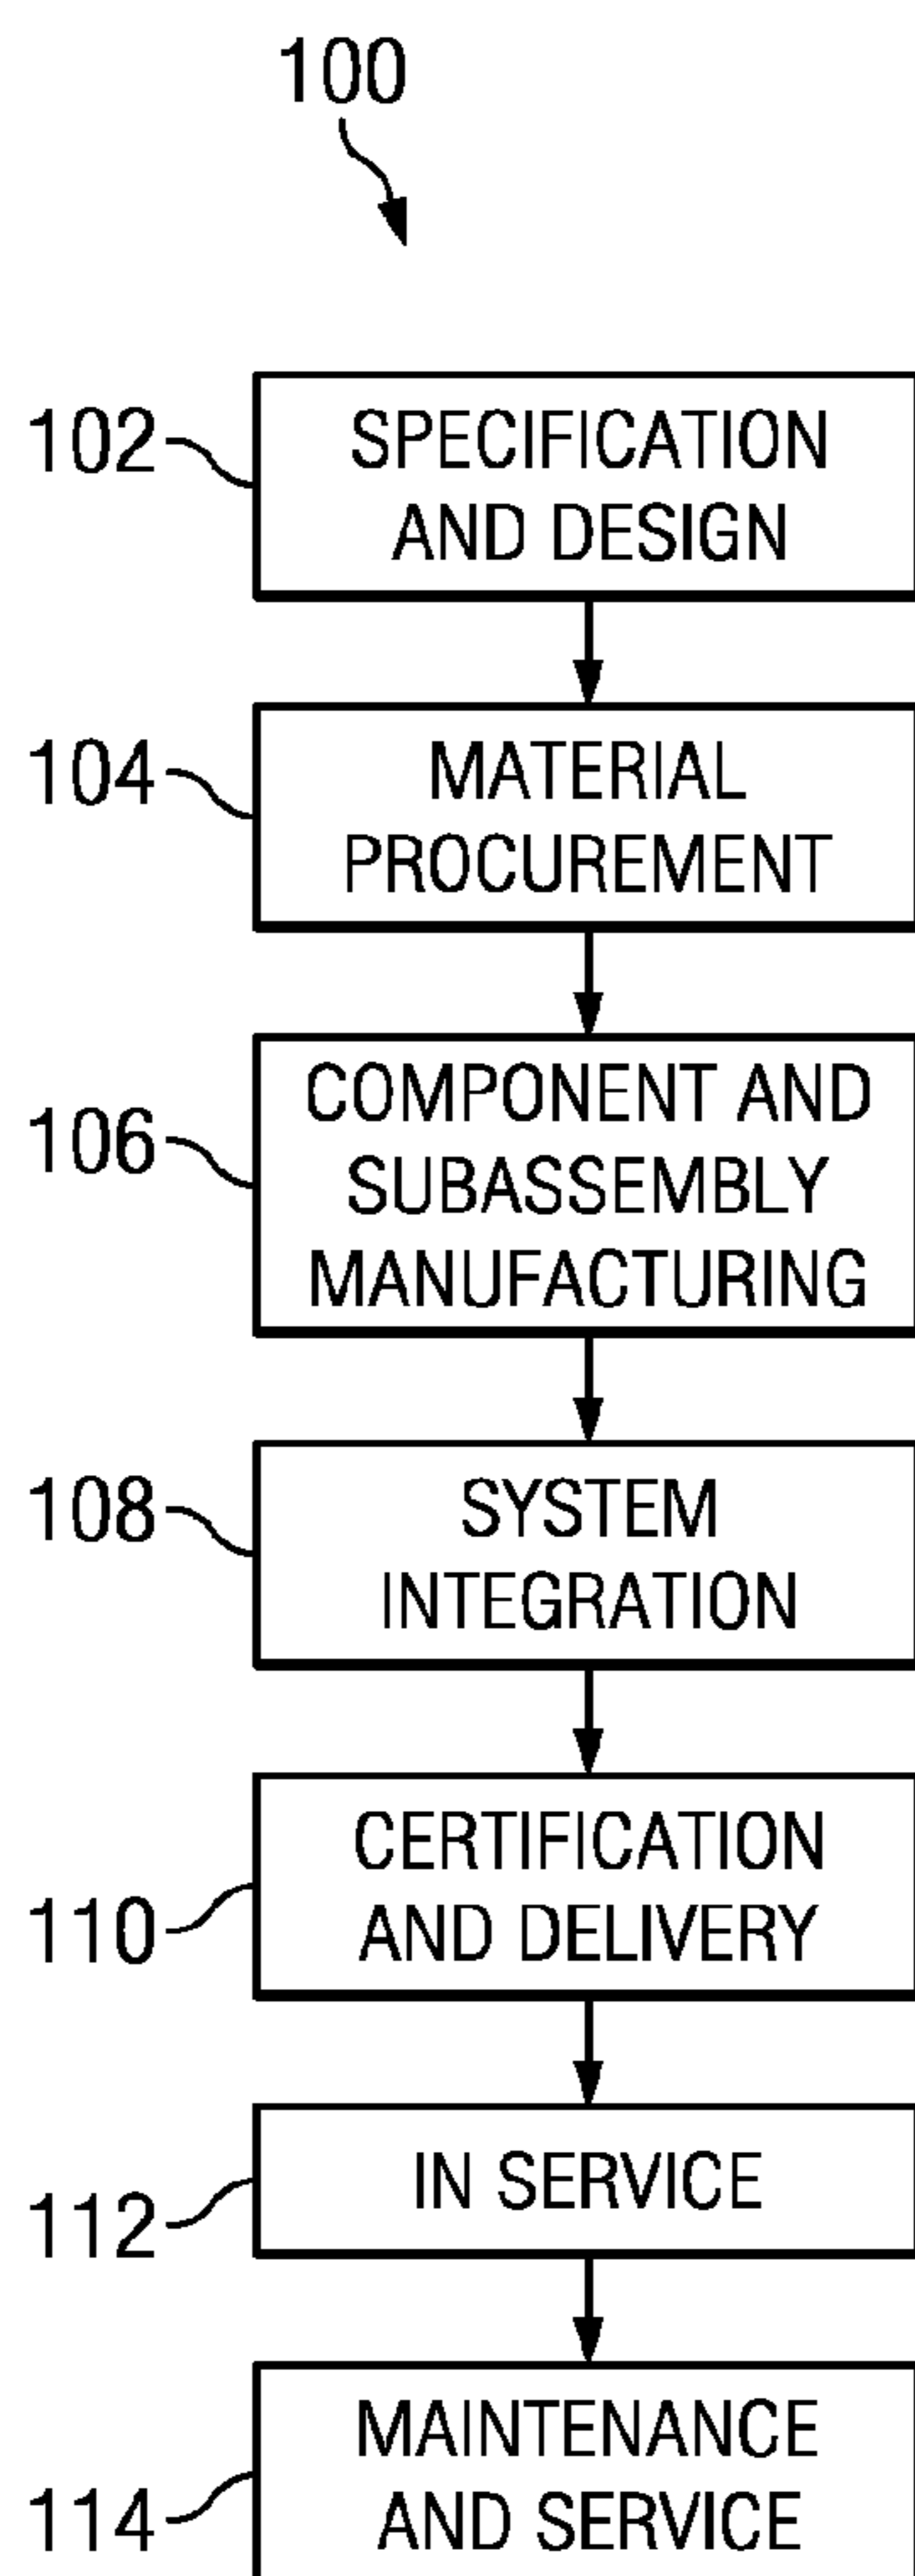 100
102
SPECIFICATION
AND DESIGN
104
MATERIAL
PROCUREMENT
106
COMPONENT AND
SUBASSEMBLY
MANUFACTURING
108
SYSTEM
INTEGRATION
110
CERTIFICATION
AND DELIVERY
112
IN SERVICE
114
MAINTENANCE
AND SERVICE